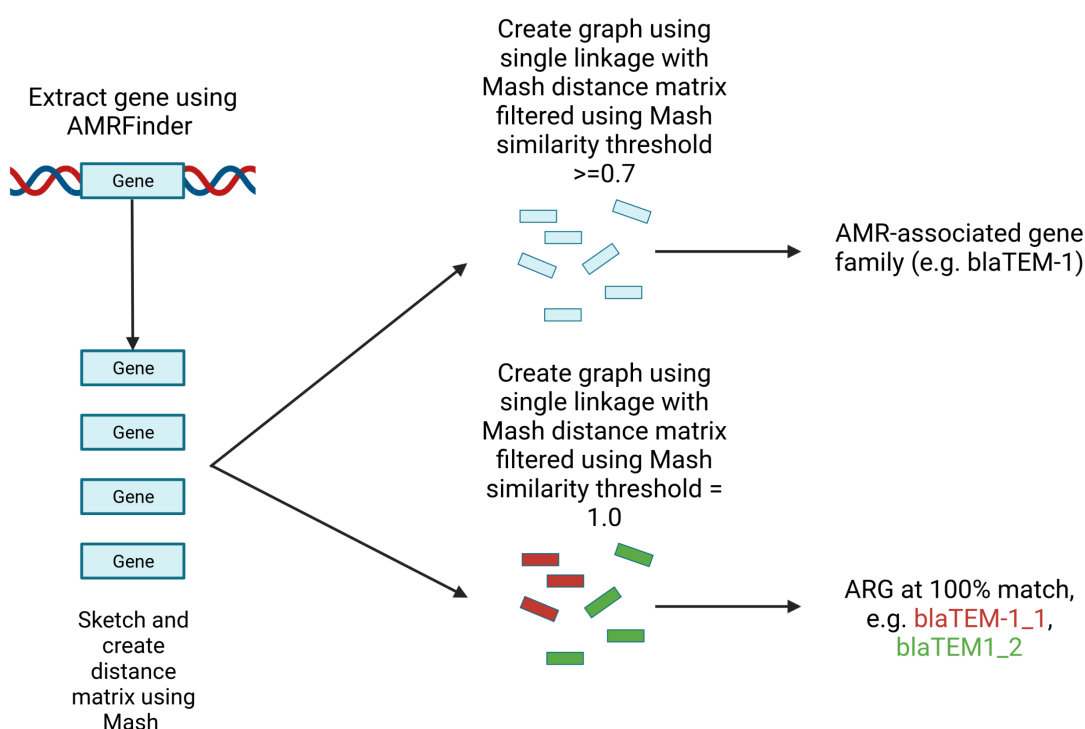 Extract gene using
AMRFinder
Gene
Gene
Gene
Gene
Gene
Sketch and
create
distance
matrix using
Mash
Create graph using
single linkage with
Mash distance matrix
filtered using Mash
similarity threshold
>=0.7
AMR-associated gene
family (e.g. blaTEM-1)
Create graph using
single linkage with
Mash distance matrix
filtered using Mash
similarity threshold =
1.0
ARG at 100% match,
e.g. blaTEM-1_1,
blaTEM1_2